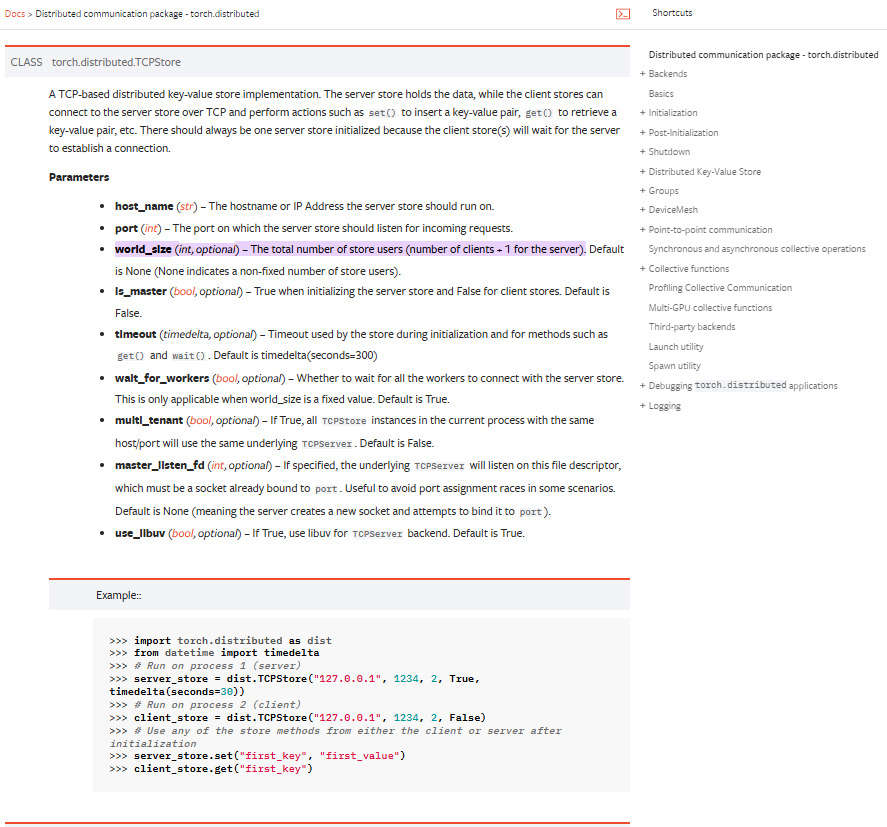 Docs > Distributed communication package - torch.distributed
Shortcuts
CLASS torch.distributed.TCPStore
A TCP-based distributed key-value store implementation. The server store holds the data, while the client stores can
connect to the server store over TCP and perform actions such as set() to insert a key-value pair, get() to retrieve a
key-value pair, etc. There should always be one server store initialized because the client store(s) will wait for the server
to establish a connection.
Parameters
• host_name (str) – The hostname or IP Address the server store should run on.
• port (int) – The port on which the server store should listen for incoming requests.
• world_size (int, optional) – The total number of store users (number of clients + 1 for the server). Default
is None (None indicates a non-fixed number of store users).
• is_master (bool, optional) – True when initializing the server store and False for client stores. Default is
False.
• timeout (timedelta, optional) – Timeout used by the store during initialization and for methods such as
get() and wait(). Default is timedelta(seconds=300)
• wait_for_workers (bool, optional) – Whether to wait for all the workers to connect with the server store.
This is only applicable when world_size is a fixed value. Default is True.
• multi_tenant (bool, optional) – If True, all TCPStore instances in the current process with the same
host/port will use the same underlying TCPServer. Default is False.
• master_listen_fd (int, optional) – If specified, the underlying TCPServer will listen on this file descriptor,
which must be a socket already bound to port. Useful to avoid port assignment races in some scenarios.
Default is None (meaning the server creates a new socket and attempts to bind it to port).
• use_libuv (bool, optional) – If True, use libuv for TCPServer backend. Default is True.
Example::
>>> import torch.distributed as dist
>>> from datetime import timedelta
>>> # Run on process 1 (server)
>>> server_store = dist.TCPStore("127.0.0.1", 1234, 2, True,
timedelta(seconds=30))
>>> # Run on process 2 (client)
>>> client_store = dist.TCPStore("127.0.0.1", 1234, 2, False)
>>> # Use any of the store methods from either the client or server after
initialization
>>> server_store.set("first_key", "first_value")
>>> client_store.get("first_key")
Distributed communication package - torch.distributed
+ Backends
Basics
+ Initialization
+ Post-Initialization
+ Shutdown
+ Distributed Key-Value Store
+ Groups
+ DeviceMesh
+ Point-to-point communication
Synchronous and asynchronous collective operations
+ Collective functions
Profiling Collective Communication
Multi-GPU collective functions
Third-party backends
Launch utility
Spawn utility
+ Debugging torch.distributed applications
+ Logging